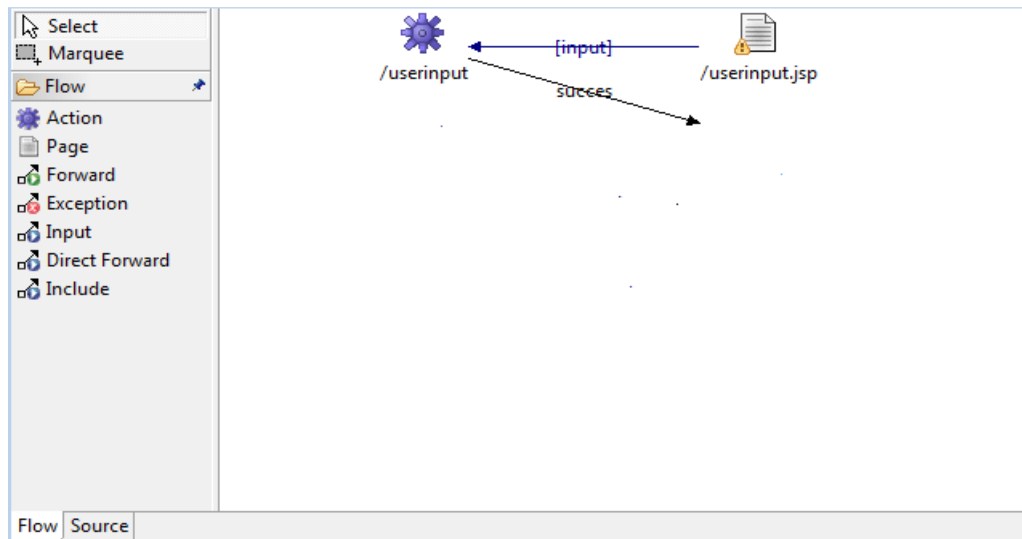 Select
Marquee
Flow
Action
Page
Forward
Exception
Input
Direct Forward
Include
[input]
/userinput
/userinput.jsp
succes
Flow
Source